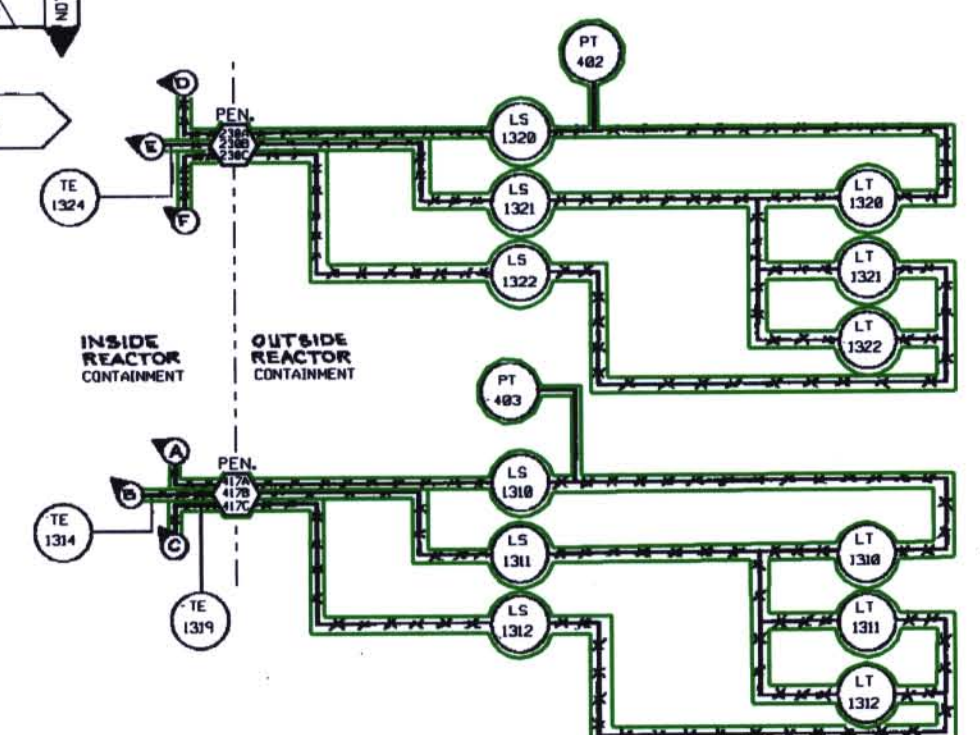 D
PEN.
230A
230B
230C
E
F
TE
1324
PT
402
LS
1320
LS
1321
LS
1322
LT
1320
LT
1321
LT
1322
INSIDE
REACTOR
CONTAINMENT
OUTSIDE
REACTOR
CONTAINMENT
PT
403
A
PEN.
417A
417B
417C
B
C
TE
1314
TE
1319
LS
1310
LS
1311
LS
1312
LT
1310
LT
1311
LT
1312